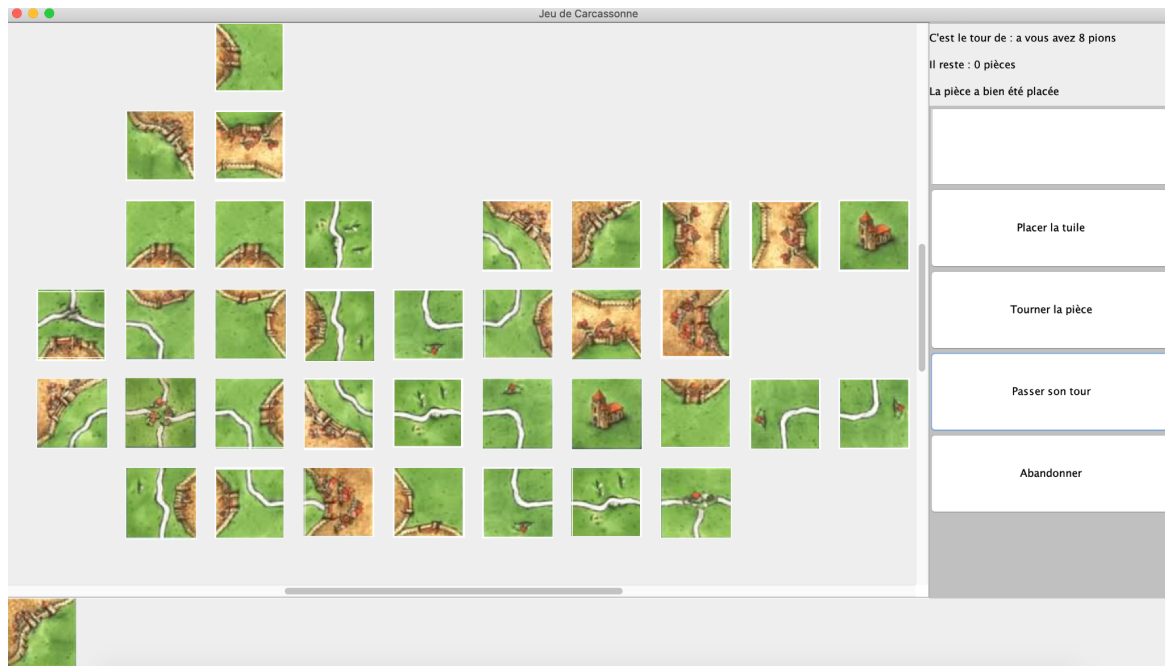 Jeu de Carcassonne
C'est le tour de : a vous avez 8 pions
Il reste : 0 pièces
La pièce a bien été placée
Placer la tuile
Tourner la pièce
Passer son tour
Abandonner